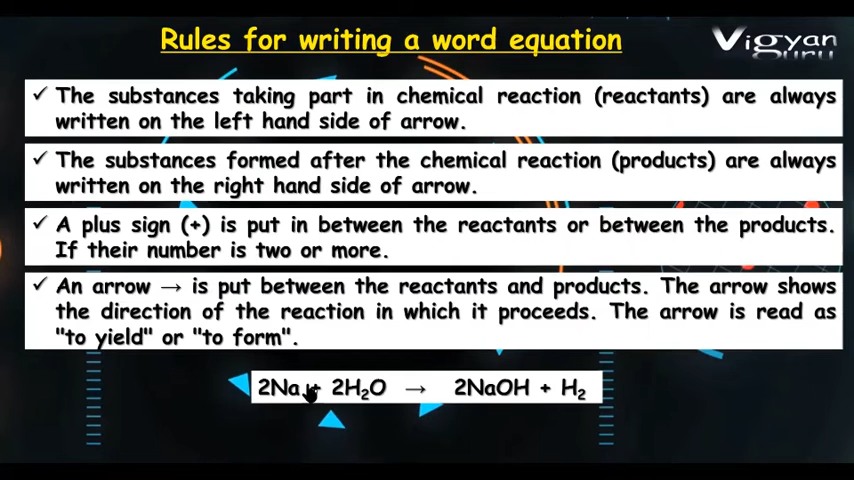 Rules for writing a word equation
Vigyan
Guru
✓ The substances taking part in chemical reaction (reactants) are always
written on the left hand side of arrow.
✓ The substances formed after the chemical reaction (products) are always
written on the right hand side of arrow.
✓ A plus sign (+) is put in between the reactants or between the products.
If their number is two or more.
✓ An arrow → is put between the reactants and products. The arrow shows
the direction of the reaction in which it proceeds. The arrow is read as
"to yield" or "to form".
2Na + 2H₂O → 2NaOH + H₂